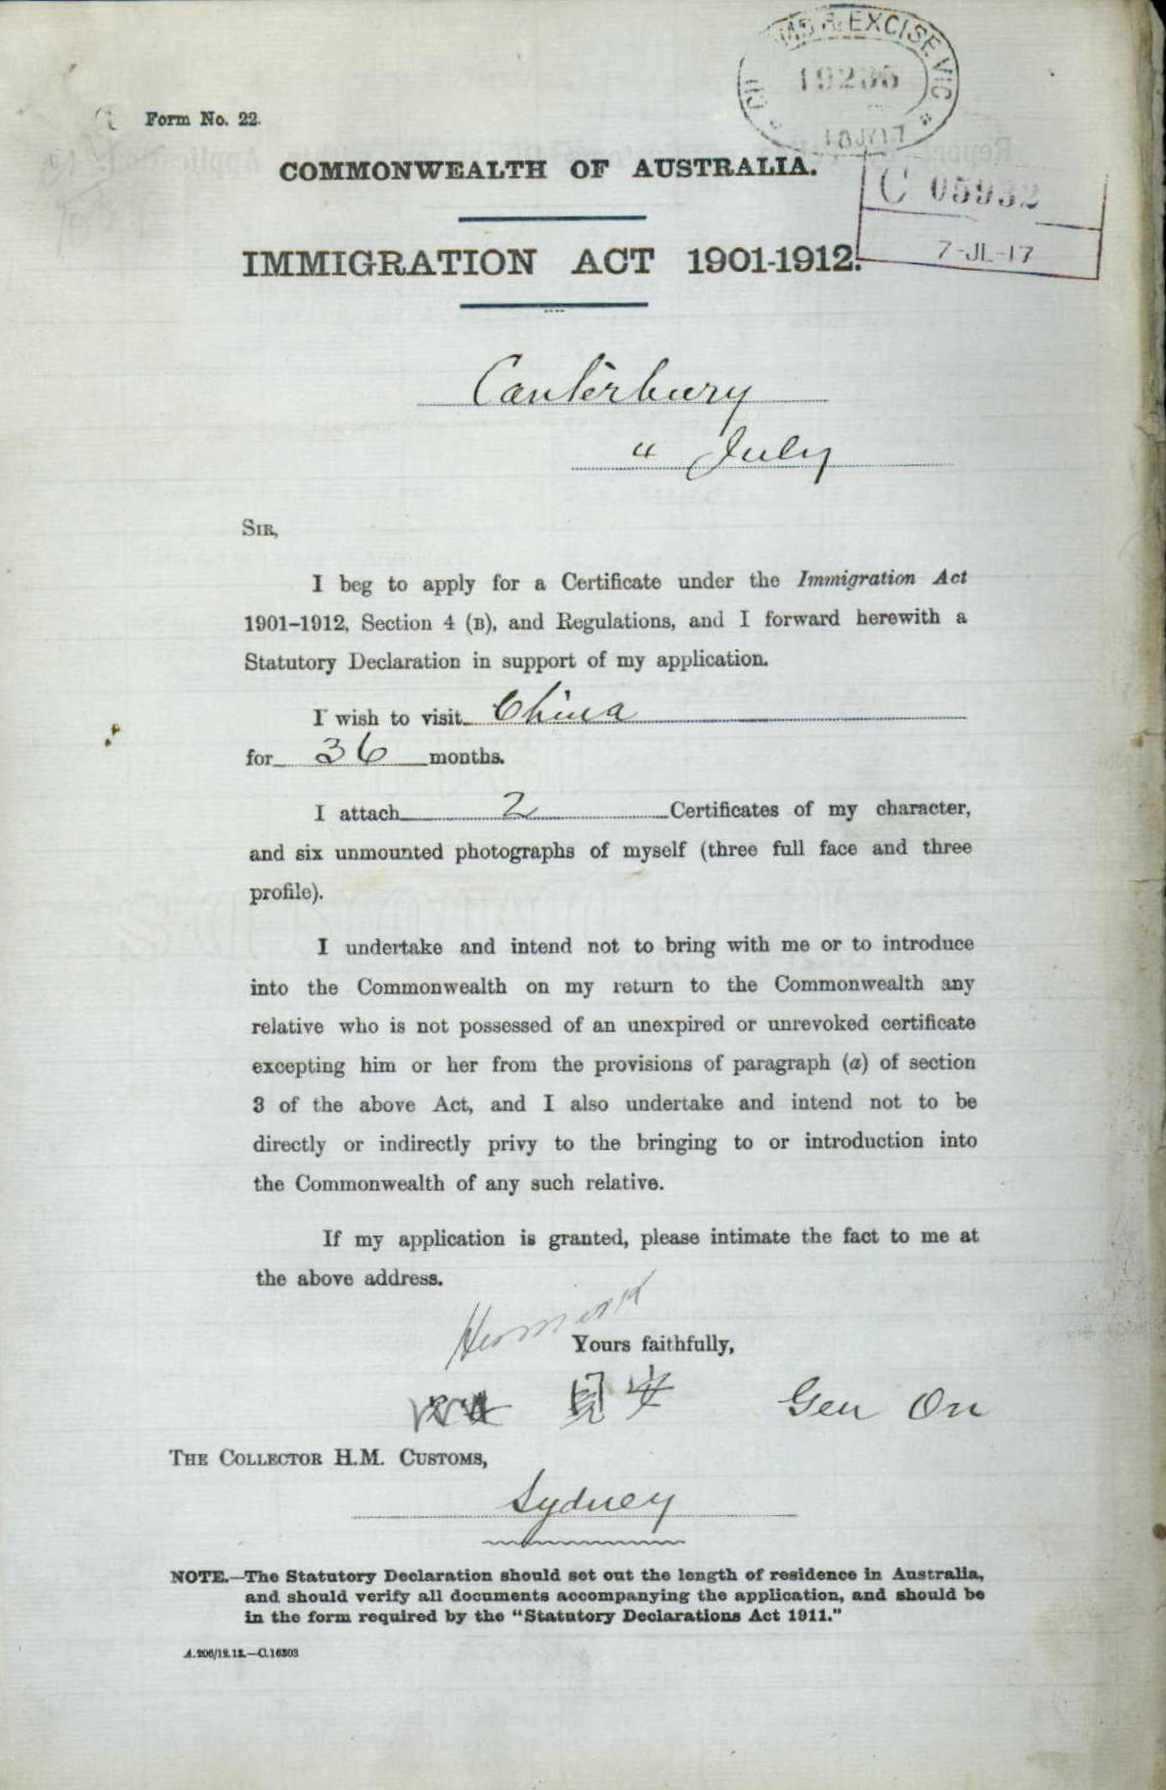 EXCISE. VIC
19236
18 JY 17
Form No. 22.
COMMONWEALTH OF AUSTRALIA.
C 05932
IMMIGRATION ACT 1901-1912.
7-JL-17
Canterbury
" July
SIR,
I beg to apply for a Certificate under the Immigration Act
1901–1912, Section 4 (B), and Regulations, and I forward herewith a
Statutory Declaration in support of my application.
I wish to visit China
for 36 months.
I attach 2 Certificates of my character,
and six unmounted photographs of myself (three full face and three
profile).
I undertake and intend not to bring with me or to introduce
into the Commonwealth on my return to the Commonwealth any
relative who is not possessed of an unexpired or unrevoked certificate
excepting him or her from the provisions of paragraph (a) of section
3 of the above Act, and I also undertake and intend not to be
directly or indirectly privy to the bringing to or introduction into
the Commonwealth of any such relative.
If my application is granted, please intimate the fact to me at
the above address.
Yours faithfully,
Gen On
THE COLLECTOR H.M. CUSTOMS,
Sydney
NOTE.—The Statutory Declaration should set out the length of residence in Australia,
and should verify all documents accompanying the application, and should be
in the form required by the "Statutory Declarations Act 1911."
A.206/12.12.—C.16503